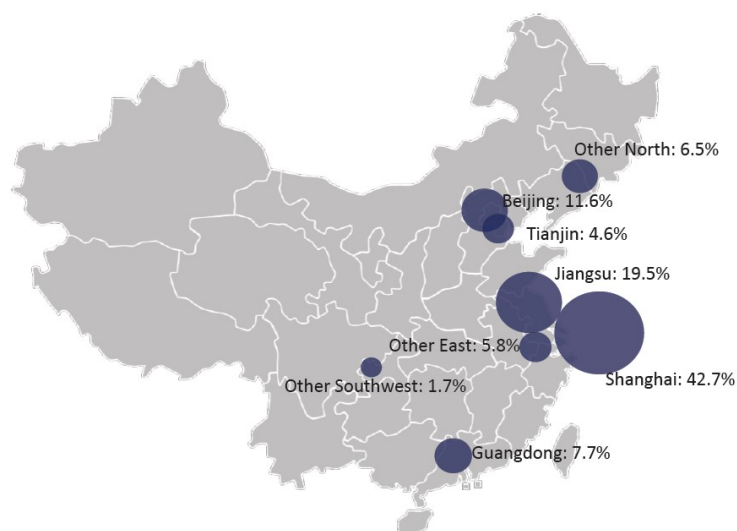 Other North: 6.5%
Beijing: 11.6%
Tianjin: 4.6%
Jiangsu: 19.5%
Other East: 5.8%
Shanghai: 42.7%
Other Southwest: 1.7%
Guangdong: 7.7%